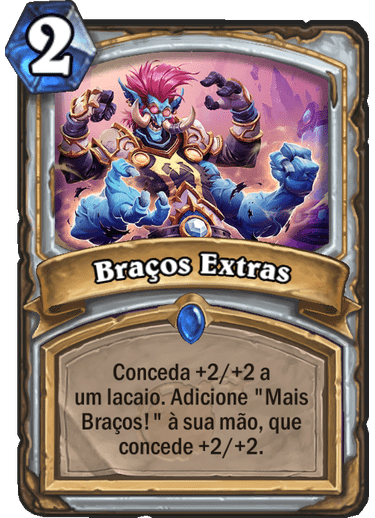 2
Braços Extras
Conceda +2/+2 a
um lacaio. Adicione "Mais
Braços!" à sua mão, que
concede +2/+2.